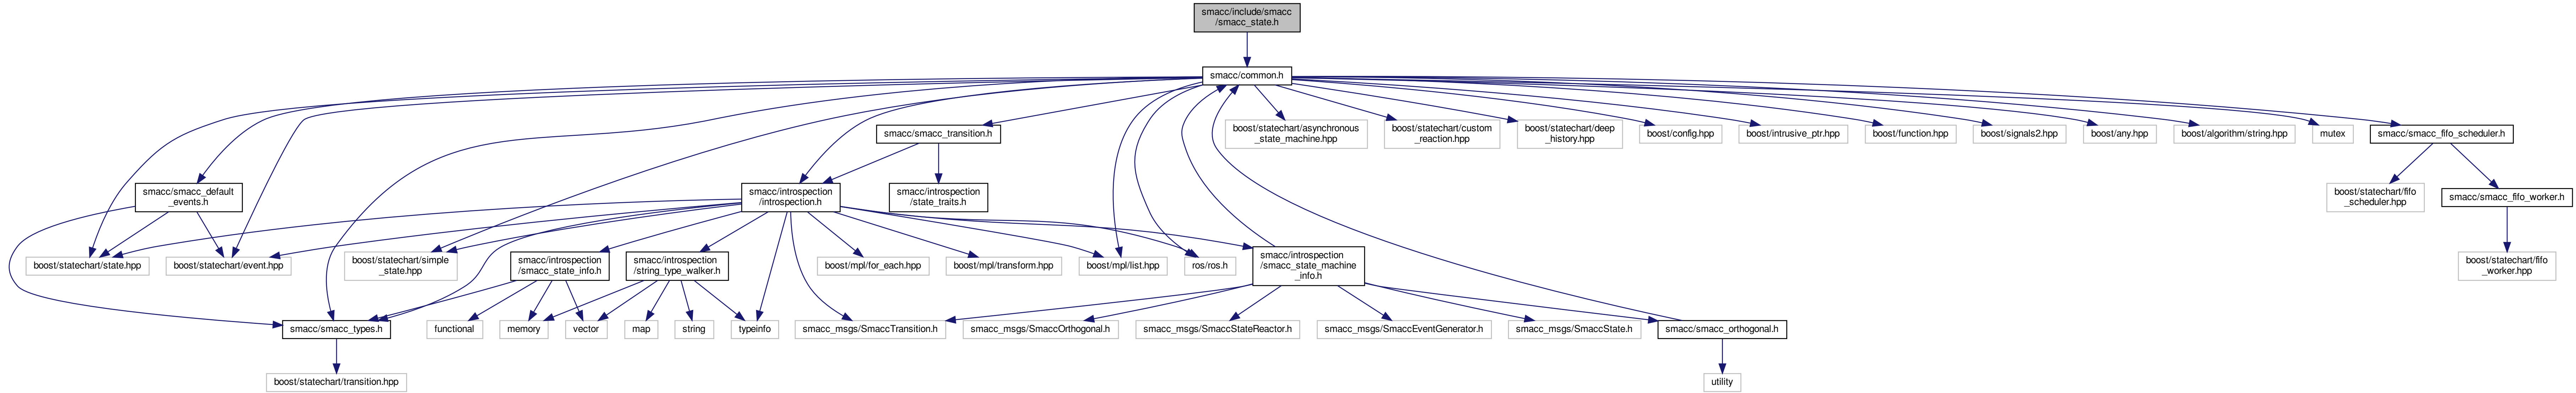 smacc/include/smacc
/smacc_state.h
smacc/common.h
smacc/smacc_transition.h
boost/statechart/asynchronous
_state_machine.hpp
boost/statechart/custom
_reaction.hpp
boost/statechart/deep
_history.hpp
boost/config.hpp
boost/intrusive_ptr.hpp
boost/function.hpp
boost/signals2.hpp
boost/any.hpp
boost/algorithm/string.hpp
mutex
smacc/smacc_fifo_scheduler.h
smacc/smacc_default
_events.h
smacc/introspection
/introspection.h
smacc/introspection
/state_traits.h
boost/statechart/fifo
_scheduler.hpp
smacc/smacc_fifo_worker.h
boost/statechart/state.hpp
boost/statechart/event.hpp
boost/statechart/simple
_state.hpp
smacc/introspection
/smacc_state_info.h
smacc/introspection
/string_type_walker.h
boost/mpl/for_each.hpp
boost/mpl/transform.hpp
boost/mpl/list.hpp
ros/ros.h
smacc/introspection
/smacc_state_machine
_info.h
boost/statechart/fifo
_worker.hpp
smacc/smacc_types.h
functional
memory
vector
map
string
typeinfo
smacc_msgs/SmaccTransition.h
smacc_msgs/SmaccOrthogonal.h
smacc_msgs/SmaccStateReactor.h
smacc_msgs/SmaccEventGenerator.h
smacc_msgs/SmaccState.h
smacc/smacc_orthogonal.h
boost/statechart/transition.hpp
utility